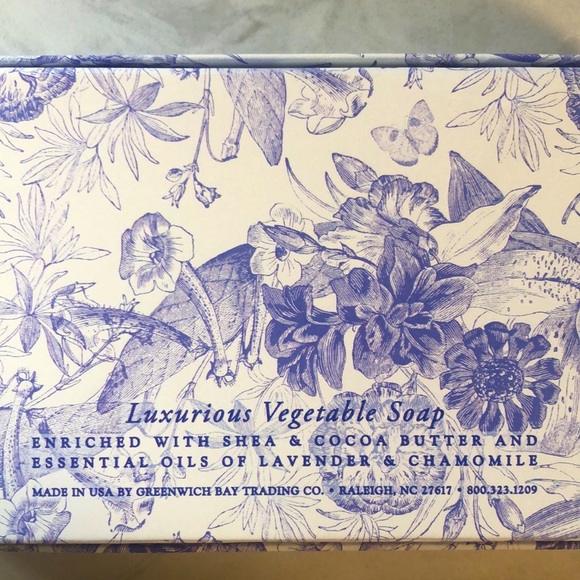 Luxurious Vegetable Soap
ENRICHED WITH SHEA & COCOA BUTTER AND
ESSENTIAL OILS OF LAVENDER & CHAMOMILE
MADE IN USA BY GREENWICH BAY TRADING CO. • RALEIGH, NC 27617 • 800.323.1209